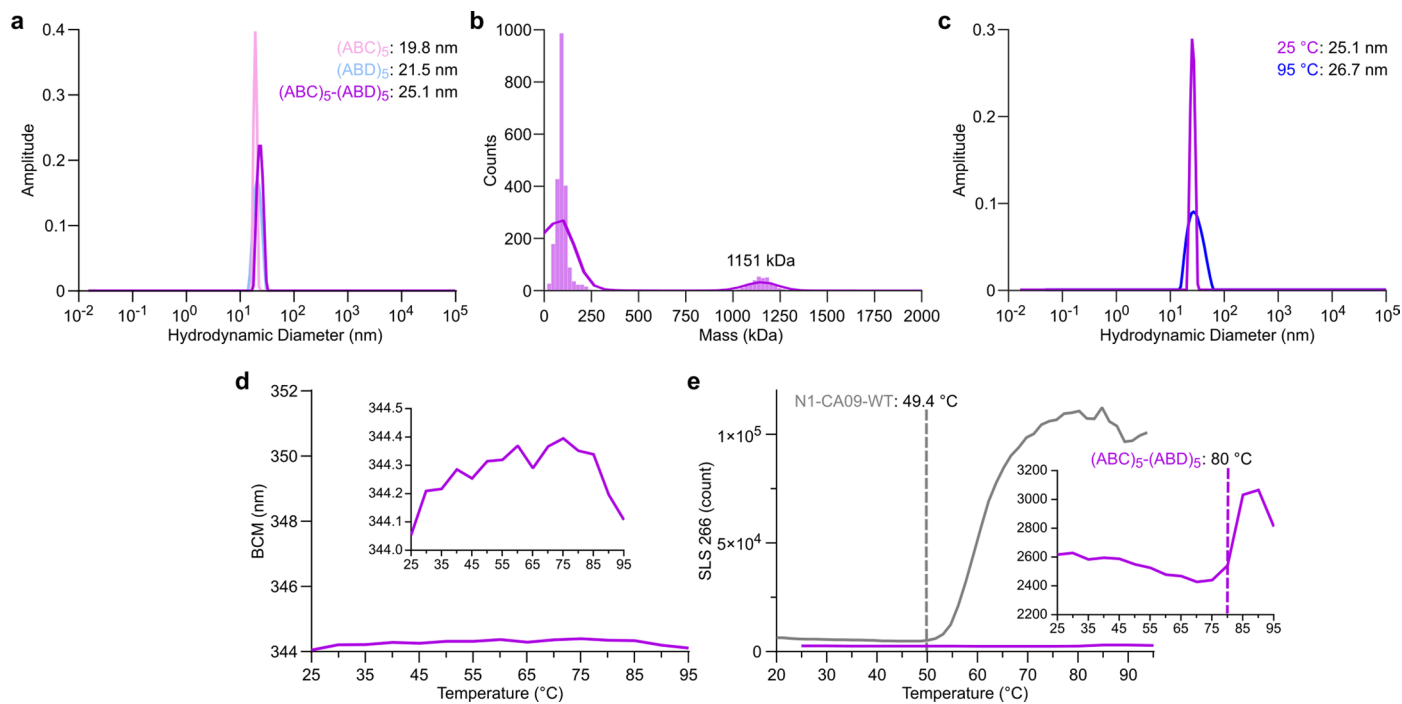 a
0.4
0.3
0.2
0.1
0
Amplitude
(ABC)₅: 19.8 nm
(ABD)₅: 21.5 nm
(ABC)₅-(ABD)₅: 25.1 nm
10⁻² 10⁻¹ 10⁰ 10¹ 10² 10³ 10⁴ 10⁵
Hydrodynamic Diameter (nm)
b
1000
800
600
400
200
0
Counts
1151 kDa
0 250 500 750 1000 1250 1500 1750 2000
Mass (kDa)
c
0.3
0.2
0.1
0
Amplitude
25 °C: 25.1 nm
95 °C: 26.7 nm
10⁻² 10⁻¹ 10⁰ 10¹ 10² 10³ 10⁴ 10⁵
Hydrodynamic Diameter (nm)
d
352
350
348
346
344
BCM (nm)
344.5
344.4
344.3
344.2
344.1
344.0
25 35 45 55 65 75 85 95
25 35 45 55 65 75 85 95
Temperature (°C)
e
1×10⁵
5×10⁴
0
SLS 266 (count)
N1-CA09-WT: 49.4 °C
(ABC)₅-(ABD)₅: 80 °C
3200
3000
2800
2600
2400
2200
25 35 45 55 65 75 85 95
20 30 40 50 60 70 80 90
Temperature (°C)